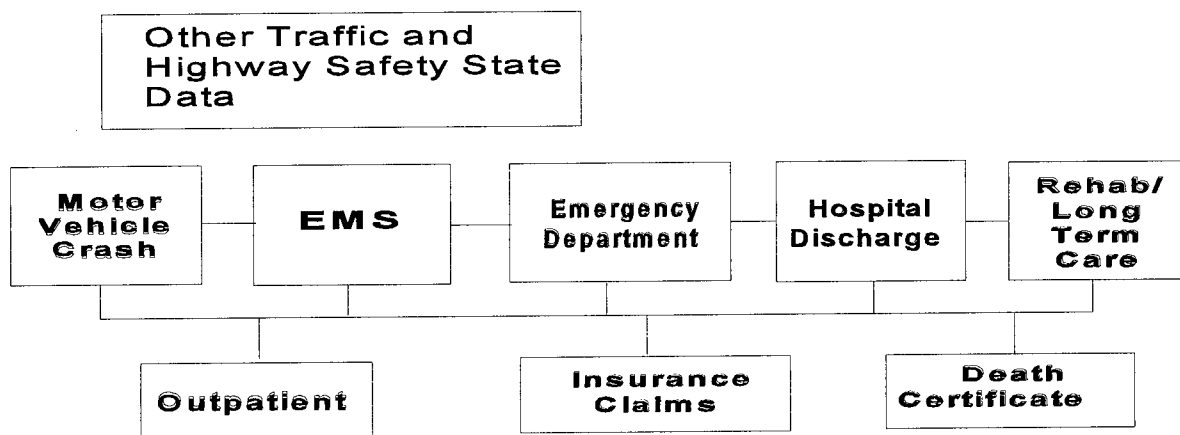 Other Traffic and
Highway Safety State
Data
Motor
Vehicle
Crash
EMS
Emergency
Department
Hospital
Discharge
Rehab/
Long
Term
Care
Outpatient
Insurance
Claims
Death
Certificate